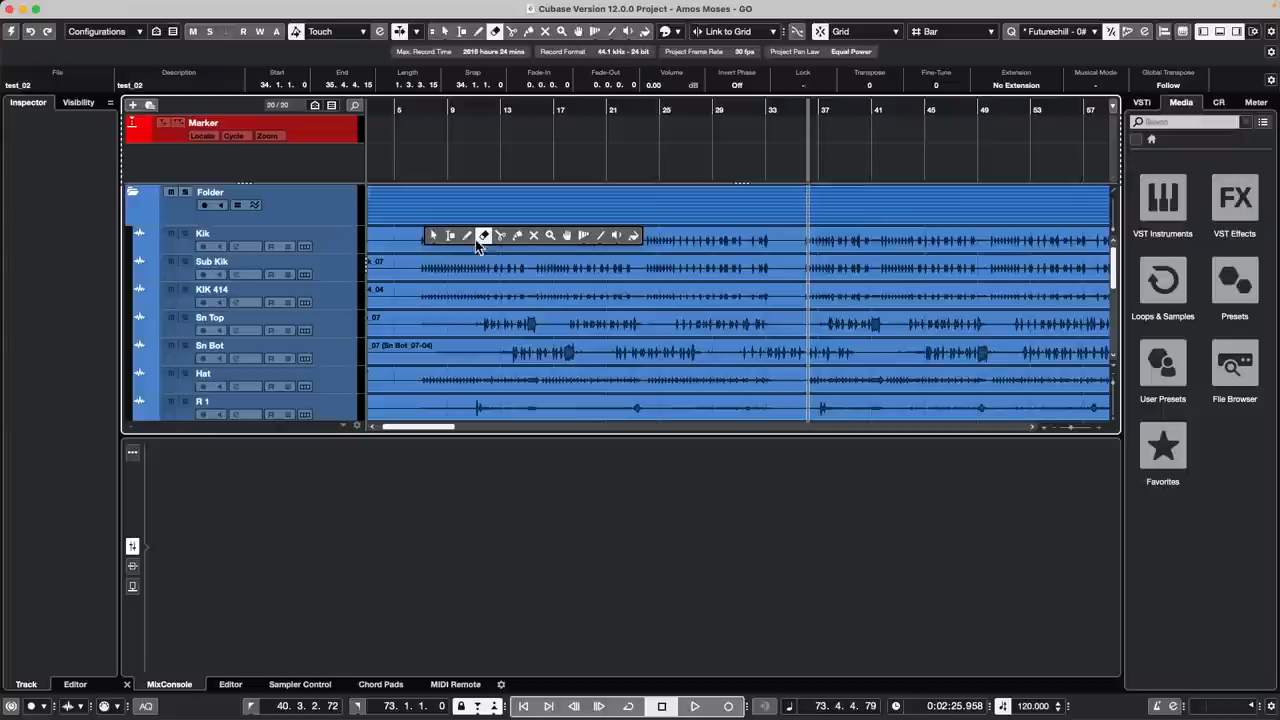 Cubase Version 12.0.0 Project - Amos Moses - GO
Configurations
M S L R W A
Touch
Link to Grid
Grid
Bar
Q * Futurechill - 0#
Max. Record Time 2616 hours 24 mins Record Format 44.1 kHz - 24 bit Project Frame Rate 30 fps Project Pan Law Equal Power
File Description Start End Length Snap Fade-In Fade-Out Volume Invert Phase Lock Transpose Fine-Tune Extension Musical Mode Global Transpose
test_02 test_02 34. 1. 1. 0 35. 4. 4. 15 1. 3. 3. 15 34. 1. 1. 0 0. 0. 0. 0 0. 0. 0. 0 0.00 dB Off - 0 0 No Extension - Follow
Inspector Visibility
20 / 20
5 9 13 17 21 25 29 33 37 41 45 49 53 57
VSTi Media CR Meter
Search
Marker
Locate Cycle Zoom
Folder
m s
Kik
m s
R
Sub Kik
m s
R
07
KIK 414
m s
R
04
Sn Top
m s
R
07
Sn Bot
m s
R
_07 (Sn Bot_07-04)
Hat
m s
R
R 1
m s
R
VST Instruments
VST Effects
Loops & Samples
Presets
User Presets
File Browser
Favorites
Track Editor
MixConsole Editor Sampler Control Chord Pads MIDI Remote
AQ
40. 3. 2. 72
73. 1. 1. 0
73. 4. 4. 79
0:02:25.958
120.000